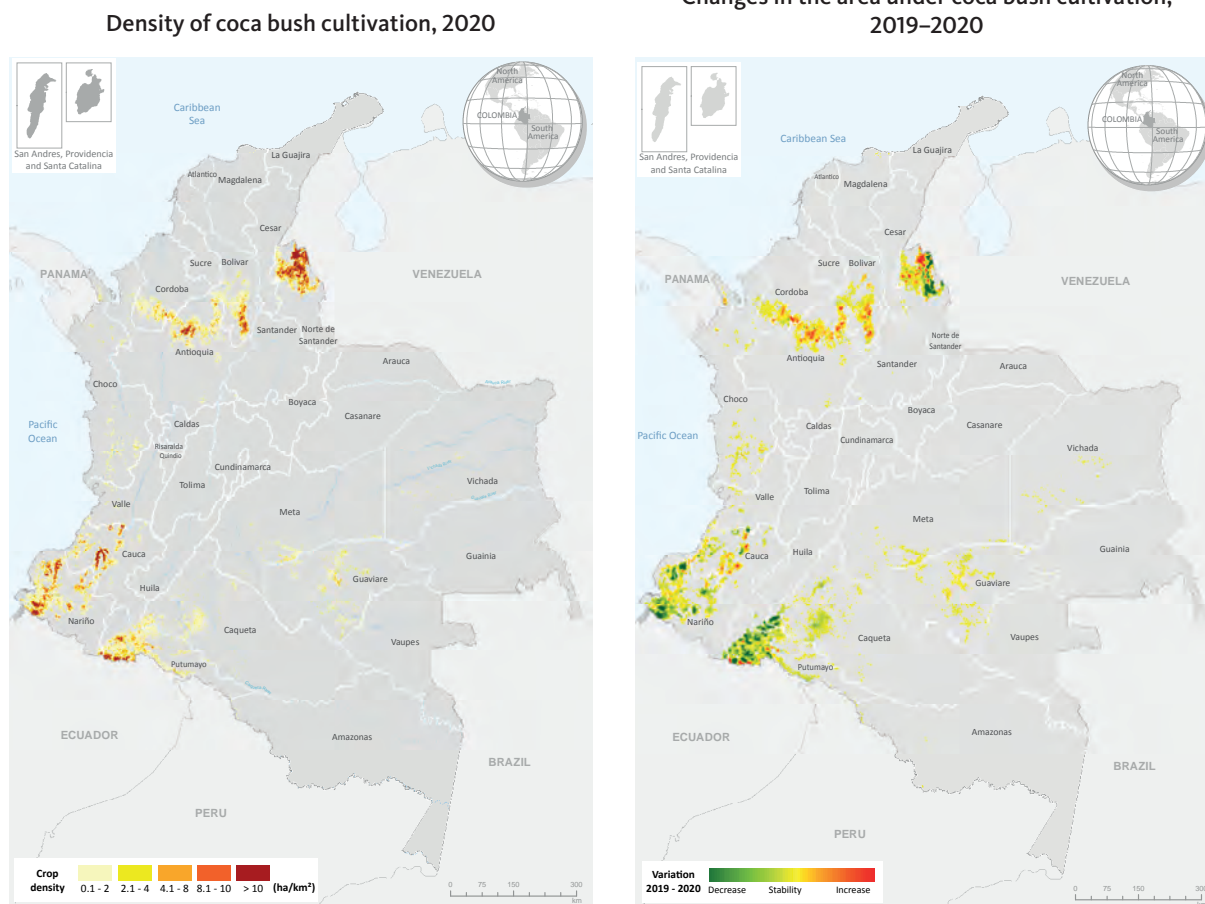 Density of coca bush cultivation, 2020
North
America
COLOMBIA
South
America
San Andres, Providencia
and Santa Catalina
Caribbean
Sea
La Guajira
Atlantico
Magdalena
Cesar
PANAMA
Sucre
Bolivar
VENEZUELA
Cordoba
Santander
Norte de
Santander
Antioquia
Arauca
Choco
Boyaca
Casanare
Pacific
Ocean
Caldas
Risaralda
Quindio
Cundinamarca
Tolima
Vichada
Valle
Meta
Cauca
Guainia
Huila
Guaviare
Nariño
Caqueta
Vaupes
Putumayo
ECUADOR
Amazonas
BRAZIL
PERU
Crop
density
0.1 - 2
2.1 - 4
4.1 - 8
8.1 - 10
> 10
(ha/km²)
0 75 150 300
km
Changes in the area under coca bush cultivation,
2019–2020
North
America
COLOMBIA
South
America
San Andres, Providencia
and Santa Catalina
Caribbean Sea
La Guajira
Atlantico
Magdalena
Cesar
PANAMA
Sucre
Bolivar
VENEZUELA
Cordoba
Norte de
Santander
Antioquia
Santander
Arauca
Choco
Boyaca
Caldas
Casanare
Pacific Ocean
Cundinamarca
Vichada
Valle
Tolima
Meta
Cauca
Huila
Guainia
Guaviare
Nariño
Caqueta
Vaupes
Putumayo
ECUADOR
Amazonas
BRAZIL
PERU
Variation
2019 - 2020
Decrease
Stability
Increase
0 75 150 300
km